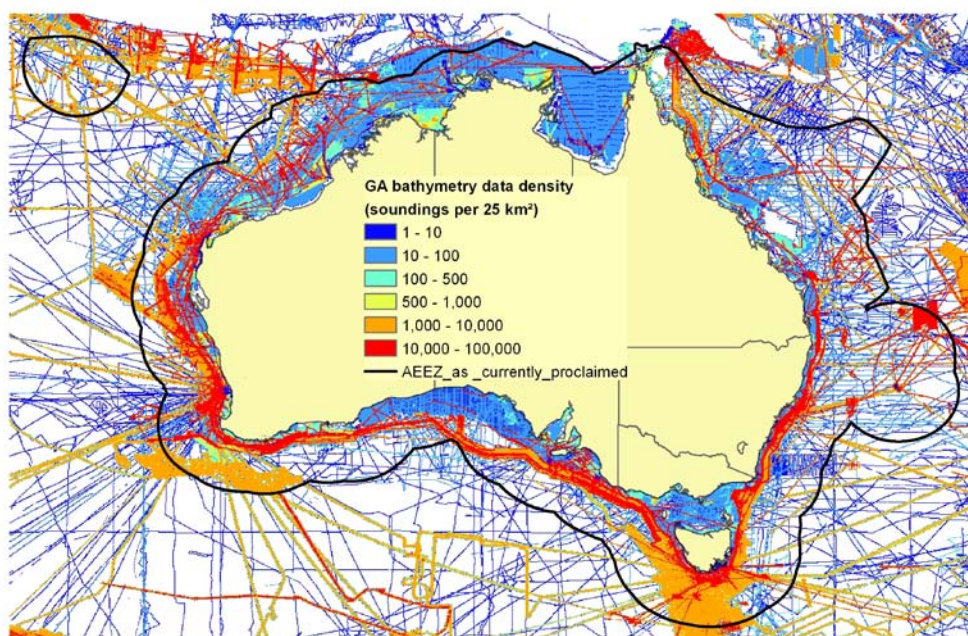 GA bathymetry data density
(soundings per 25 km²)
1 - 10
10 - 100
100 - 500
500 - 1,000
1,000 - 10,000
10,000 - 100,000
AEEZ_as _currently_proclaimed